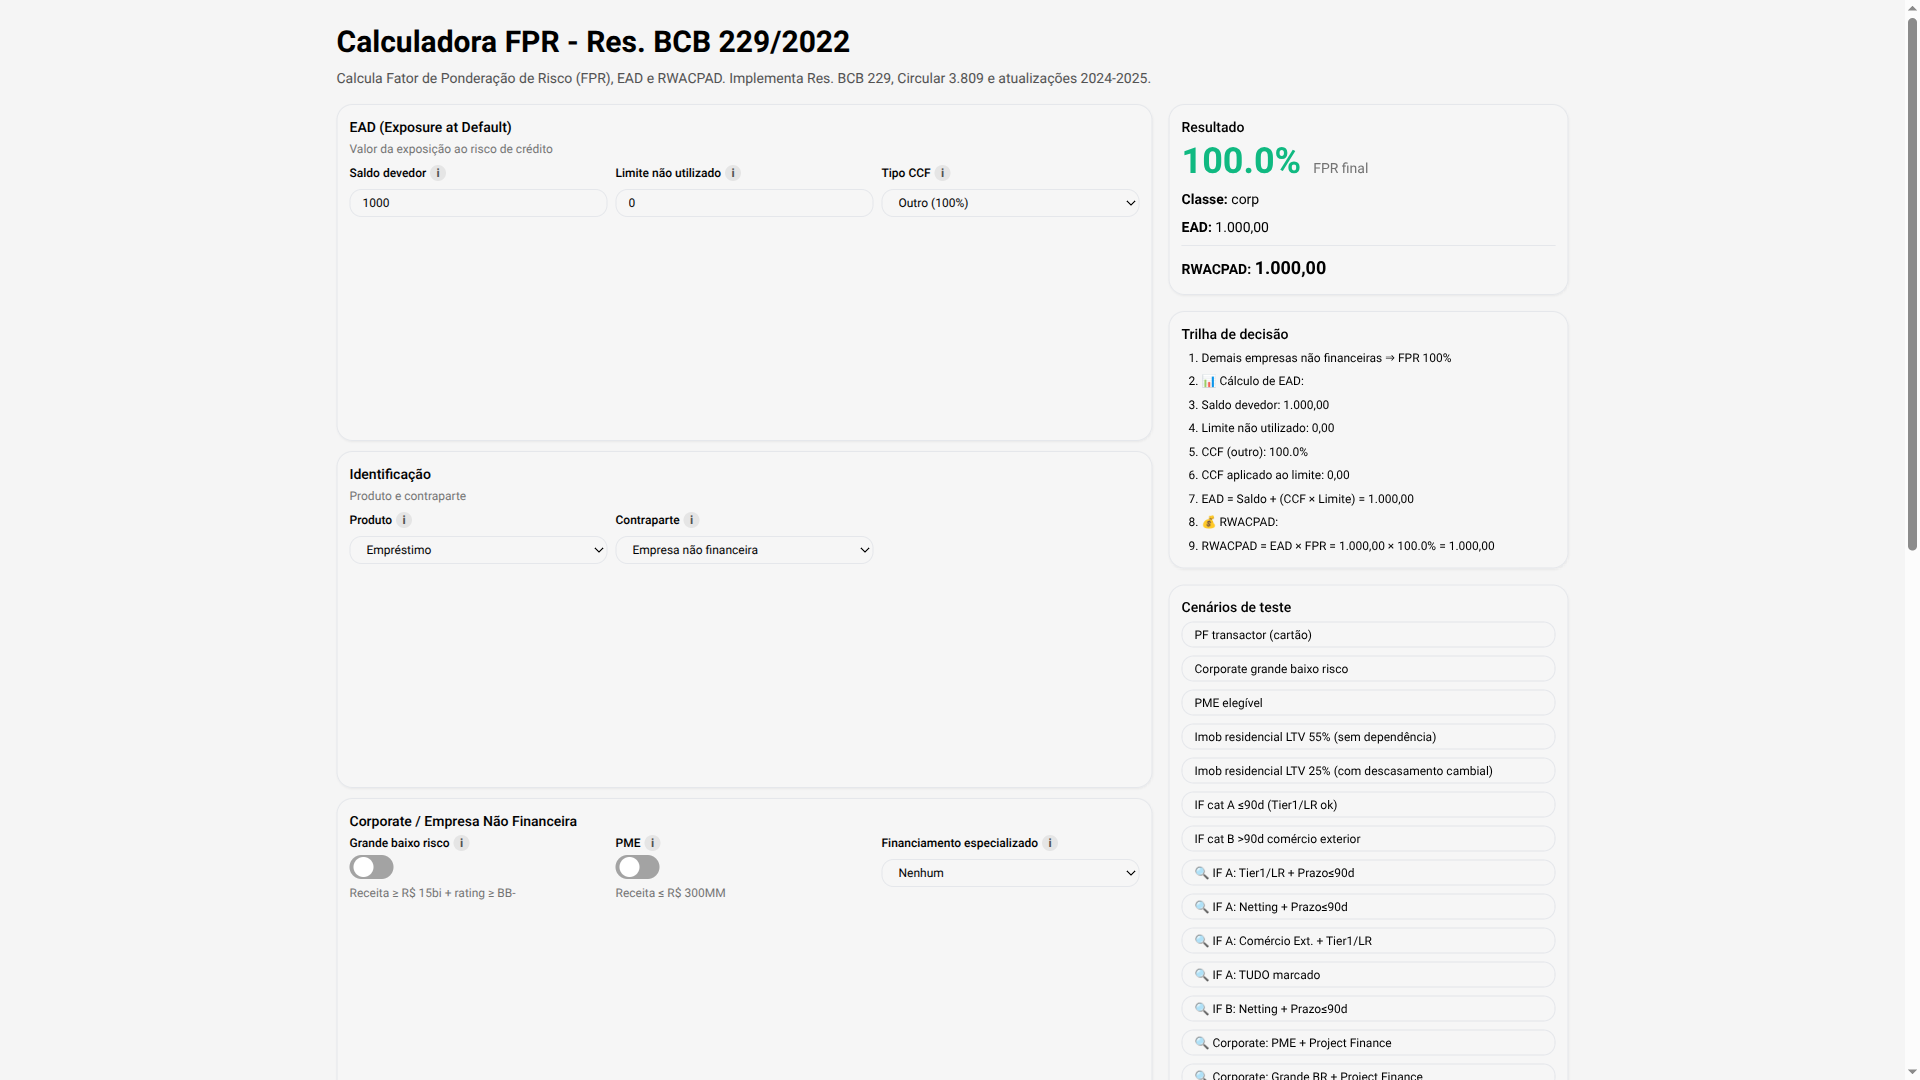 Calculadora FPR - Res. BCB 229/2022
Calcula Fator de Ponderação de Risco (FPR), EAD e RWACPAD. Implementa Res. BCB 229, Circular 3.809 e atualizações 2024-2025.
EAD (Exposure at Default)
Valor da exposição ao risco de crédito
Saldo devedor i
Limite não utilizado i
Tipo CCF i
1000
0
Outro (100%)
Identificação
Produto e contraparte
Produto i
Contraparte i
Empréstimo
Empresa não financeira
Corporate / Empresa Não Financeira
Grande baixo risco i
PME i
Financiamento especializado i
Nenhum
Receita ≥ R$ 15bi + rating ≥ BB-
Receita ≤ R$ 300MM
Resultado
100.0% FPR final
Classe: corp
EAD: 1.000,00
RWACPAD: 1.000,00
Trilha de decisão
1. Demais empresas não financeiras ⇒ FPR 100%
2. 📊 Cálculo de EAD:
3. Saldo devedor: 1.000,00
4. Limite não utilizado: 0,00
5. CCF (outro): 100.0%
6. CCF aplicado ao limite: 0,00
7. EAD = Saldo + (CCF × Limite) = 1.000,00
8. 💰 RWACPAD:
9. RWACPAD = EAD × FPR = 1.000,00 × 100.0% = 1.000,00
Cenários de teste
PF transactor (cartão)
Corporate grande baixo risco
PME elegível
Imob residencial LTV 55% (sem dependência)
Imob residencial LTV 25% (com descasamento cambial)
IF cat A ≤90d (Tier1/LR ok)
IF cat B >90d comércio exterior
🔍 IF A: Tier1/LR + Prazo≤90d
🔍 IF A: Netting + Prazo≤90d
🔍 IF A: Comércio Ext. + Tier1/LR
🔍 IF A: TUDO marcado
🔍 IF B: Netting + Prazo≤90d
🔍 Corporate: PME + Project Finance
🔍 Corporate: Grande BR + Project Finance